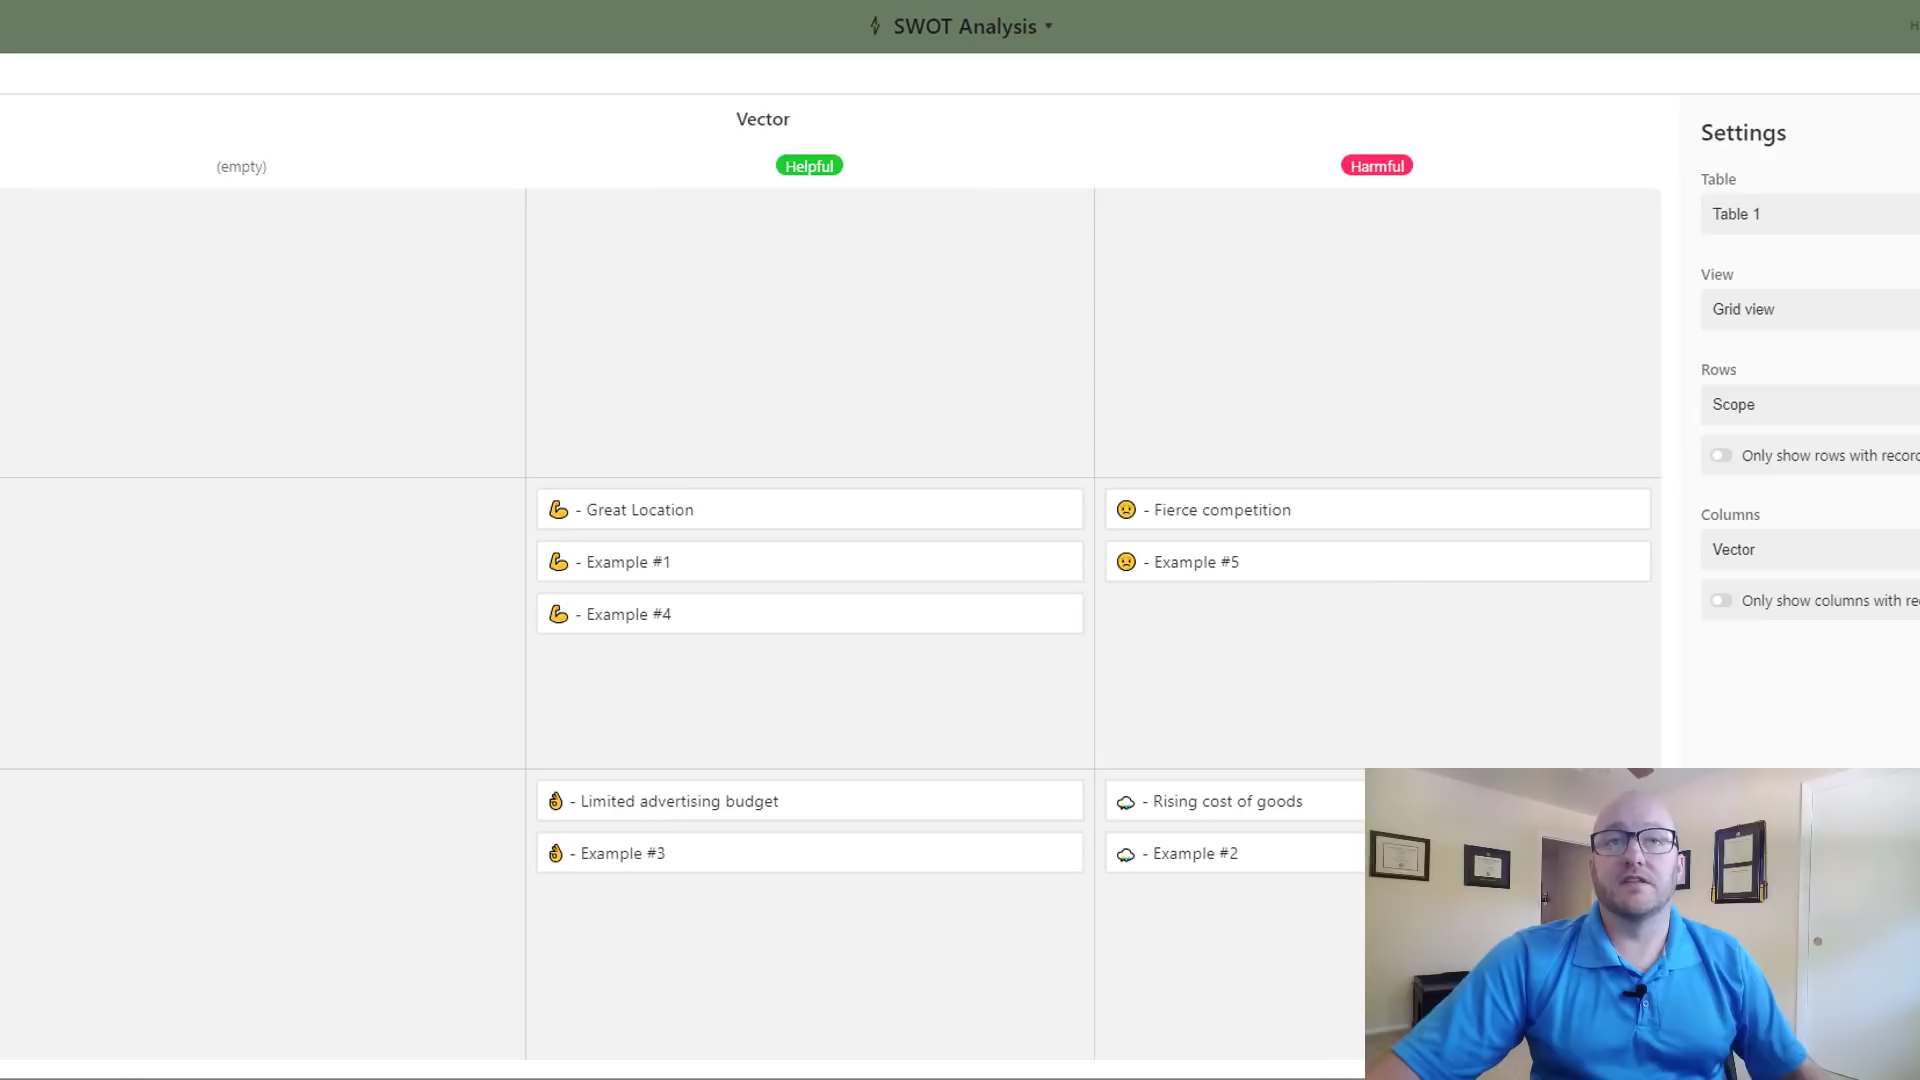 SWOT Analysis
H
Vector
(empty)
Helpful
Harmful
💪 - Great Location
💪 - Example #1
💪 - Example #4
😟 - Fierce competition
😟 - Example #5
👌 - Limited advertising budget
👌 - Example #3
🌧 - Rising cost of goods
🌧 - Example #2
Settings
Table
Table 1
View
Grid view
Rows
Scope
Only show rows with record
Columns
Vector
Only show columns with re